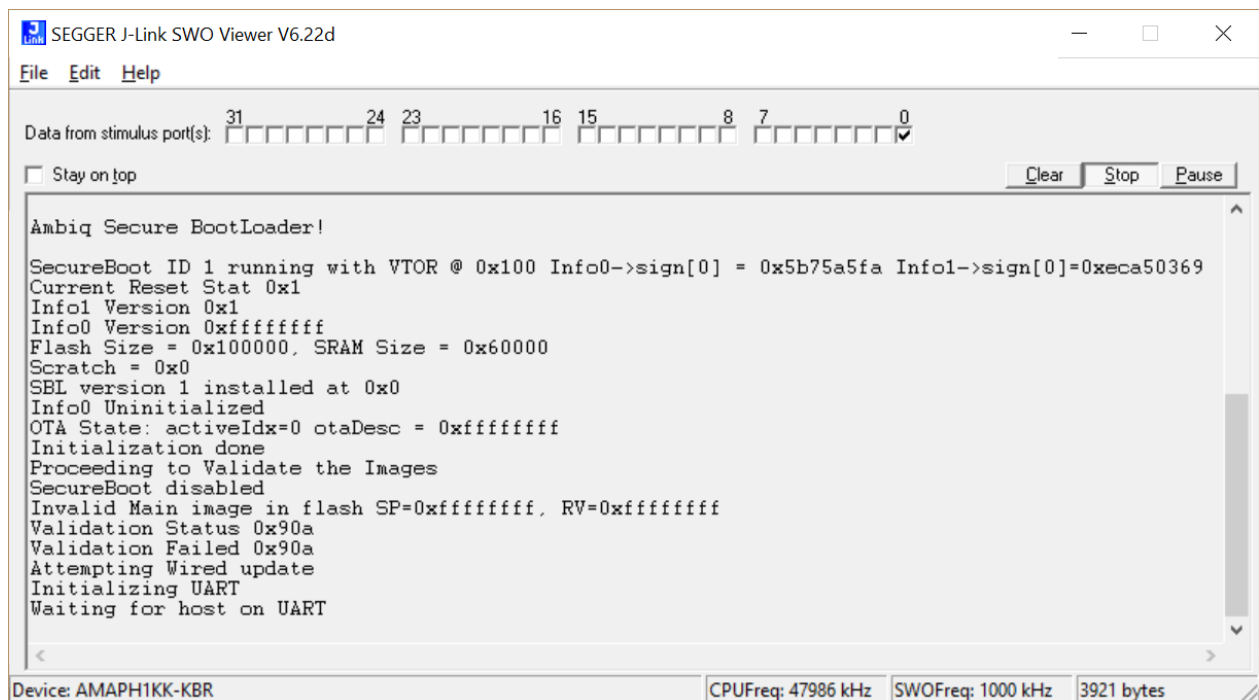 J Link SEGGER J-Link SWO Viewer V6.22d
File Edit Help
31 24 23 16 15 8 7 0
Data from stimulus port(s):
Stay on top Clear Stop Pause
Ambiq Secure BootLoader!
SecureBoot ID 1 running with VTOR @ 0x100 Info0->sign[0] = 0x5b75a5fa Info1->sign[0]=0xeca50369
Current Reset Stat 0x1
Info1 Version 0x1
Info0 Version 0xffffffff
Flash Size = 0x100000, SRAM Size = 0x60000
Scratch = 0x0
SBL version 1 installed at 0x0
Info0 Uninitialized
OTA State: activeIdx=0 otaDesc = 0xffffffff
Initialization done
Proceeding to Validate the Images
SecureBoot disabled
Invalid Main image in flash SP=0xffffffff, RV=0xffffffff
Validation Status 0x90a
Validation Failed 0x90a
Attempting Wired update
Initializing UART
Waiting for host on UART
Device: AMAPH1KK-KBR CPUFreq: 47986 kHz SWOFreq: 1000 kHz 3921 bytes